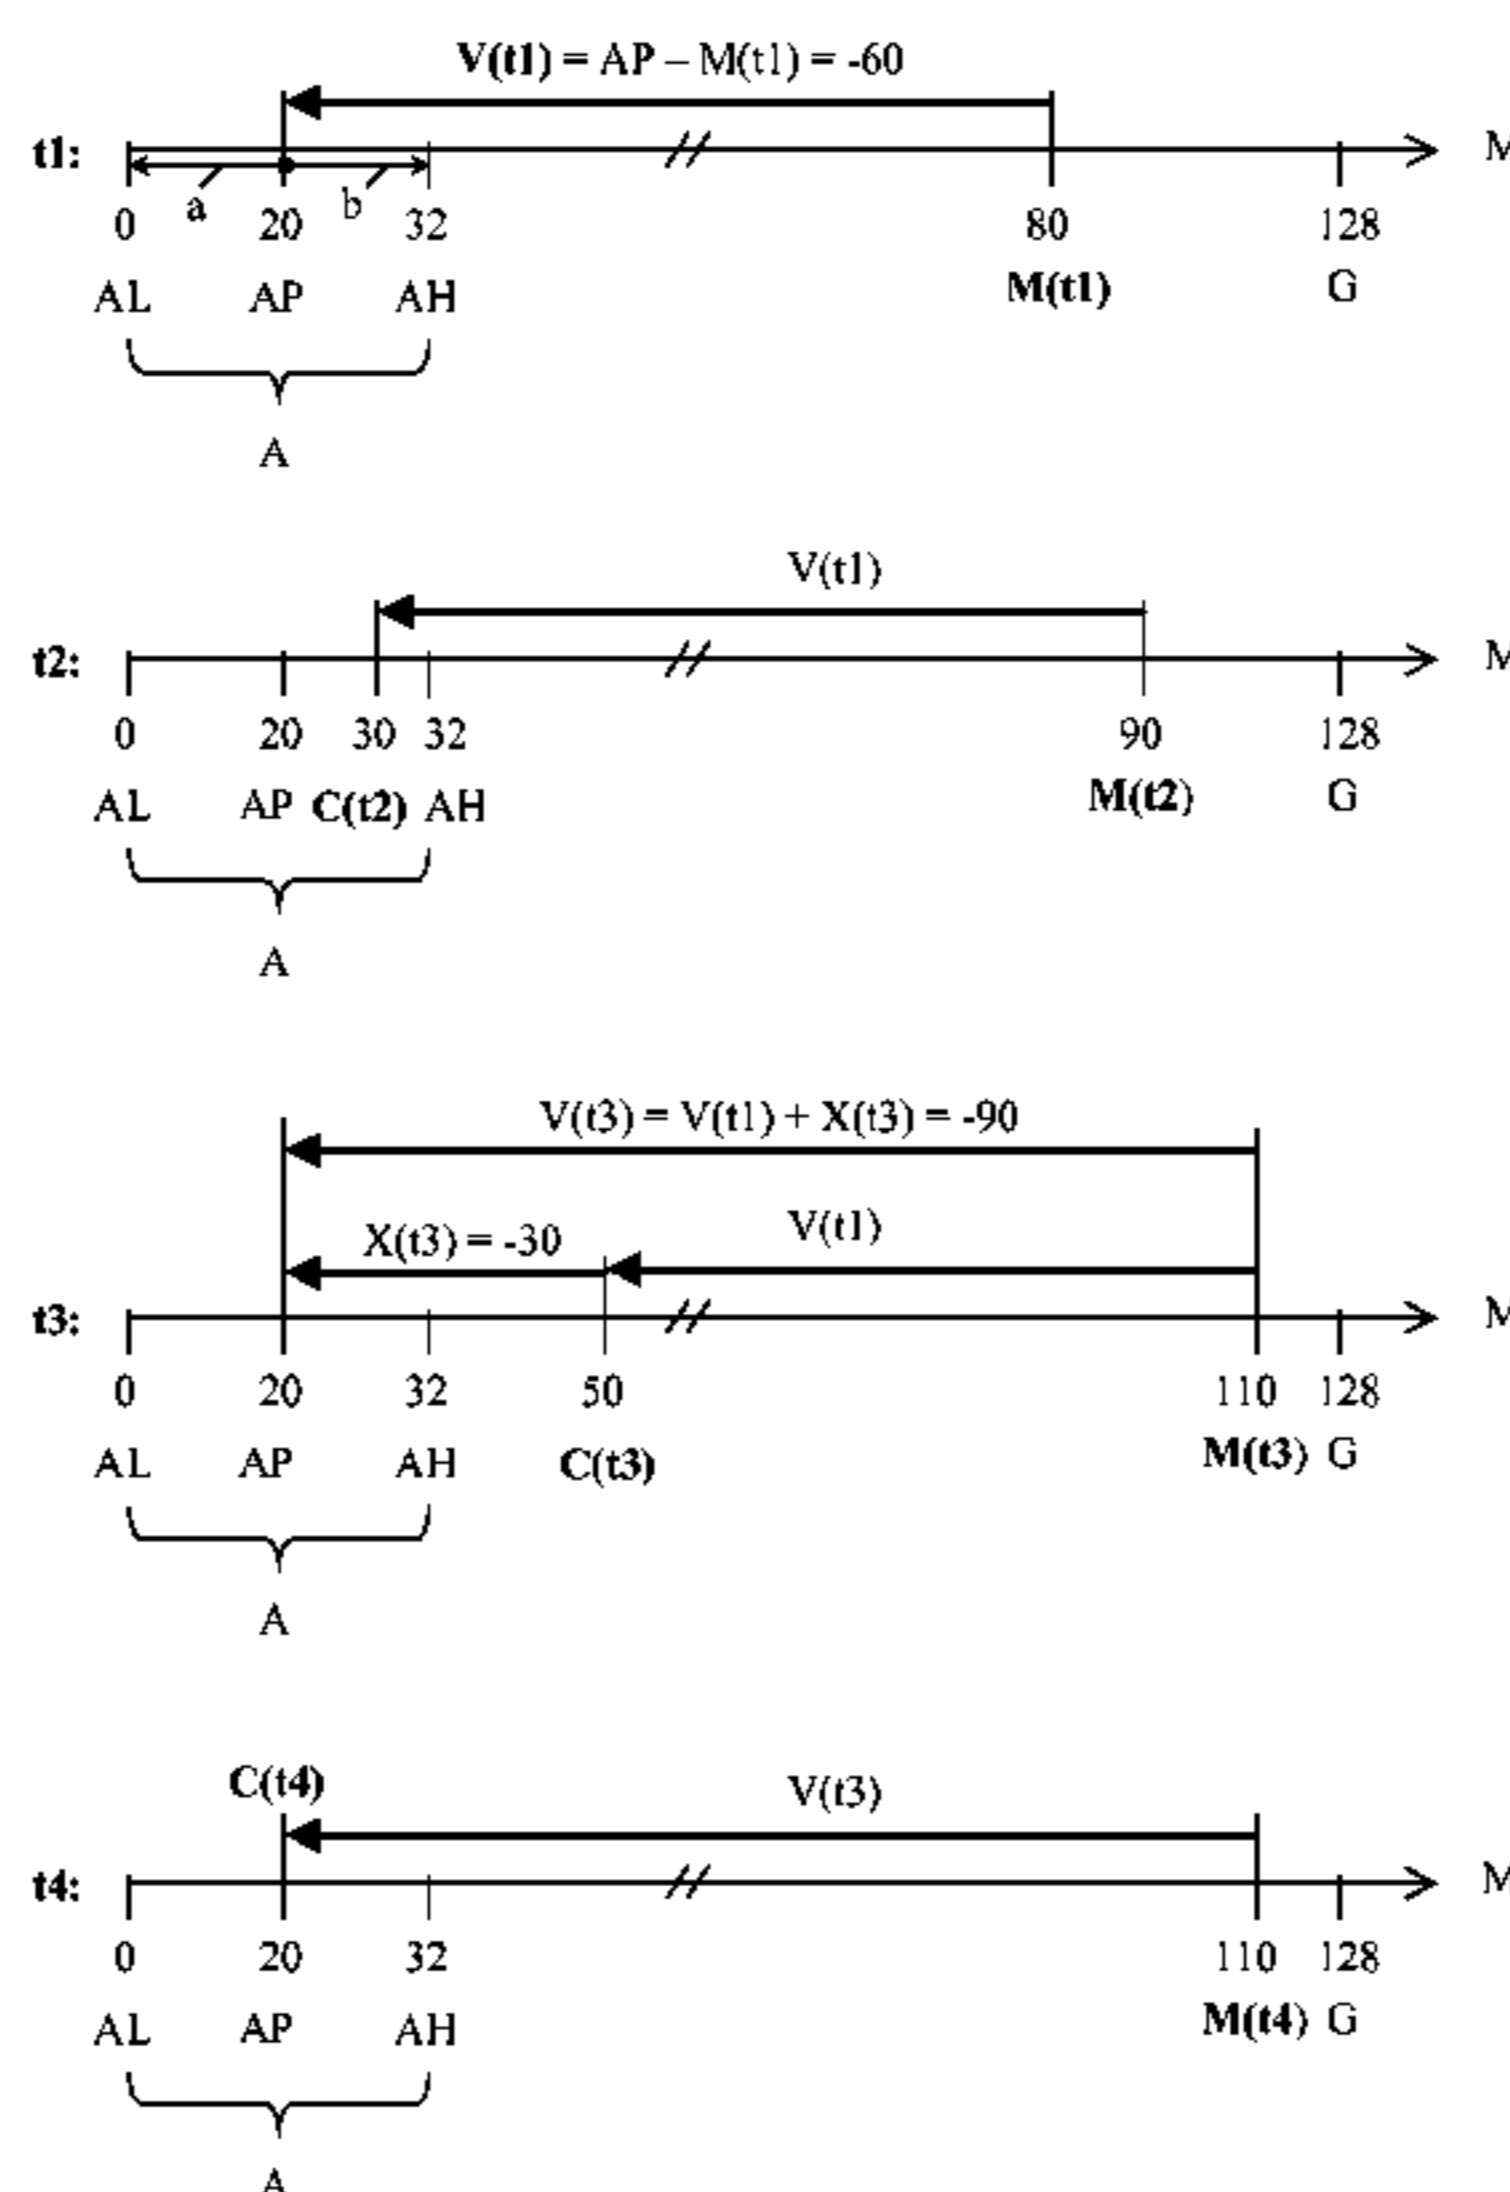 V(t1) = AP – M(t1) = -60
t1: M
a b
0 20 32 80 128
AL AP AH M(t1) G
A
V(t1)
t2: M
0 20 30 32 90 128
AL AP C(t2) AH M(t2) G
A
V(t3) = V(t1) + X(t3) = -90
X(t3) = -30 V(t1)
t3: M
0 20 32 50 110 128
AL AP AH C(t3) M(t3) G
A
C(t4) V(t3)
t4: M
0 20 32 110 128
AL AP AH M(t4) G
A